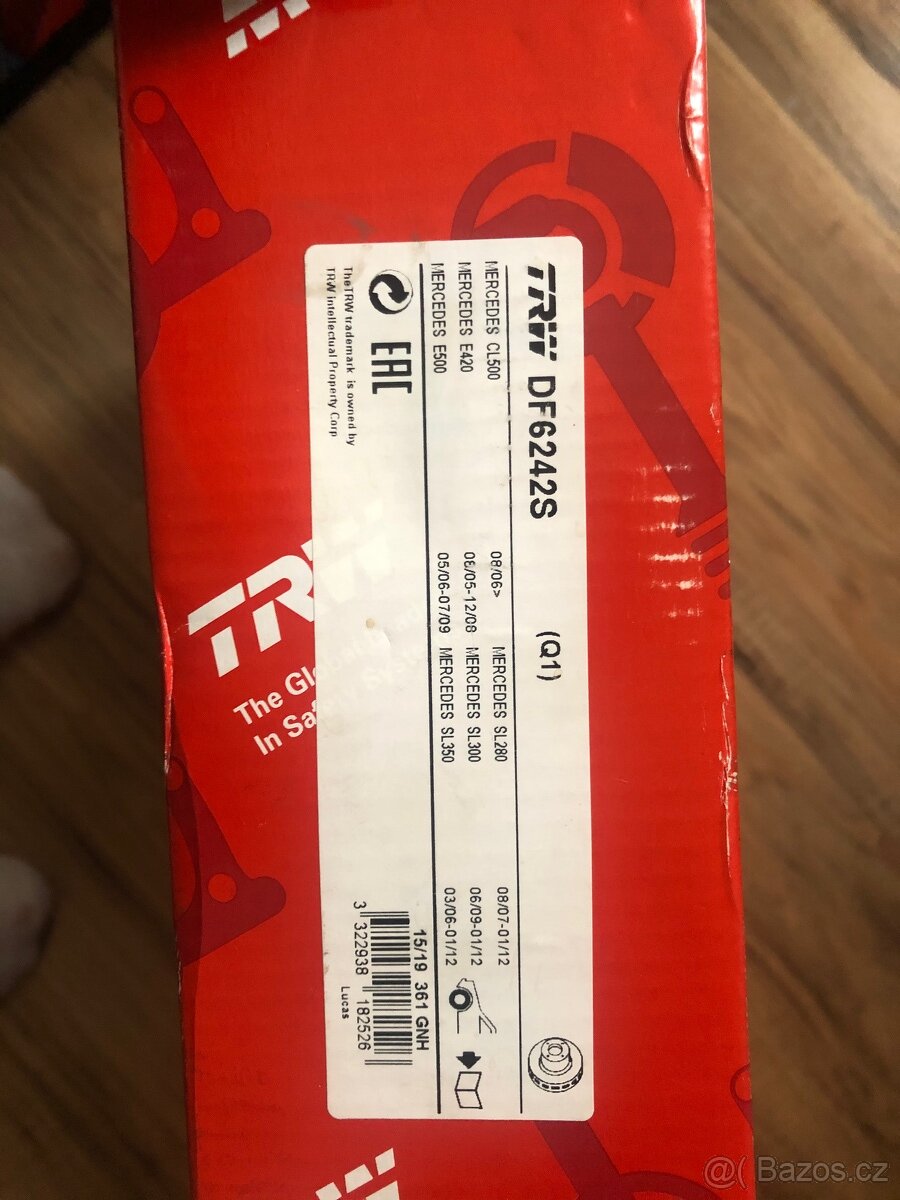 TRW DF6242S (Q1)
MERCEDES CL500 08/06> MERCEDES SL280 08/07-01/12
MERCEDES E420 06/05-12/08 MERCEDES SL300 06/09-01/12
MERCEDES E500 05/06-07/09 MERCEDES SL350 03/06-01/12
EAC
15/19 361 GNH
The TRW trademark is owned by
TRW intellectual Property Corp
3 322938 182526
Lucas
TRW
The Glo
In Saf
@( Bazos.cz